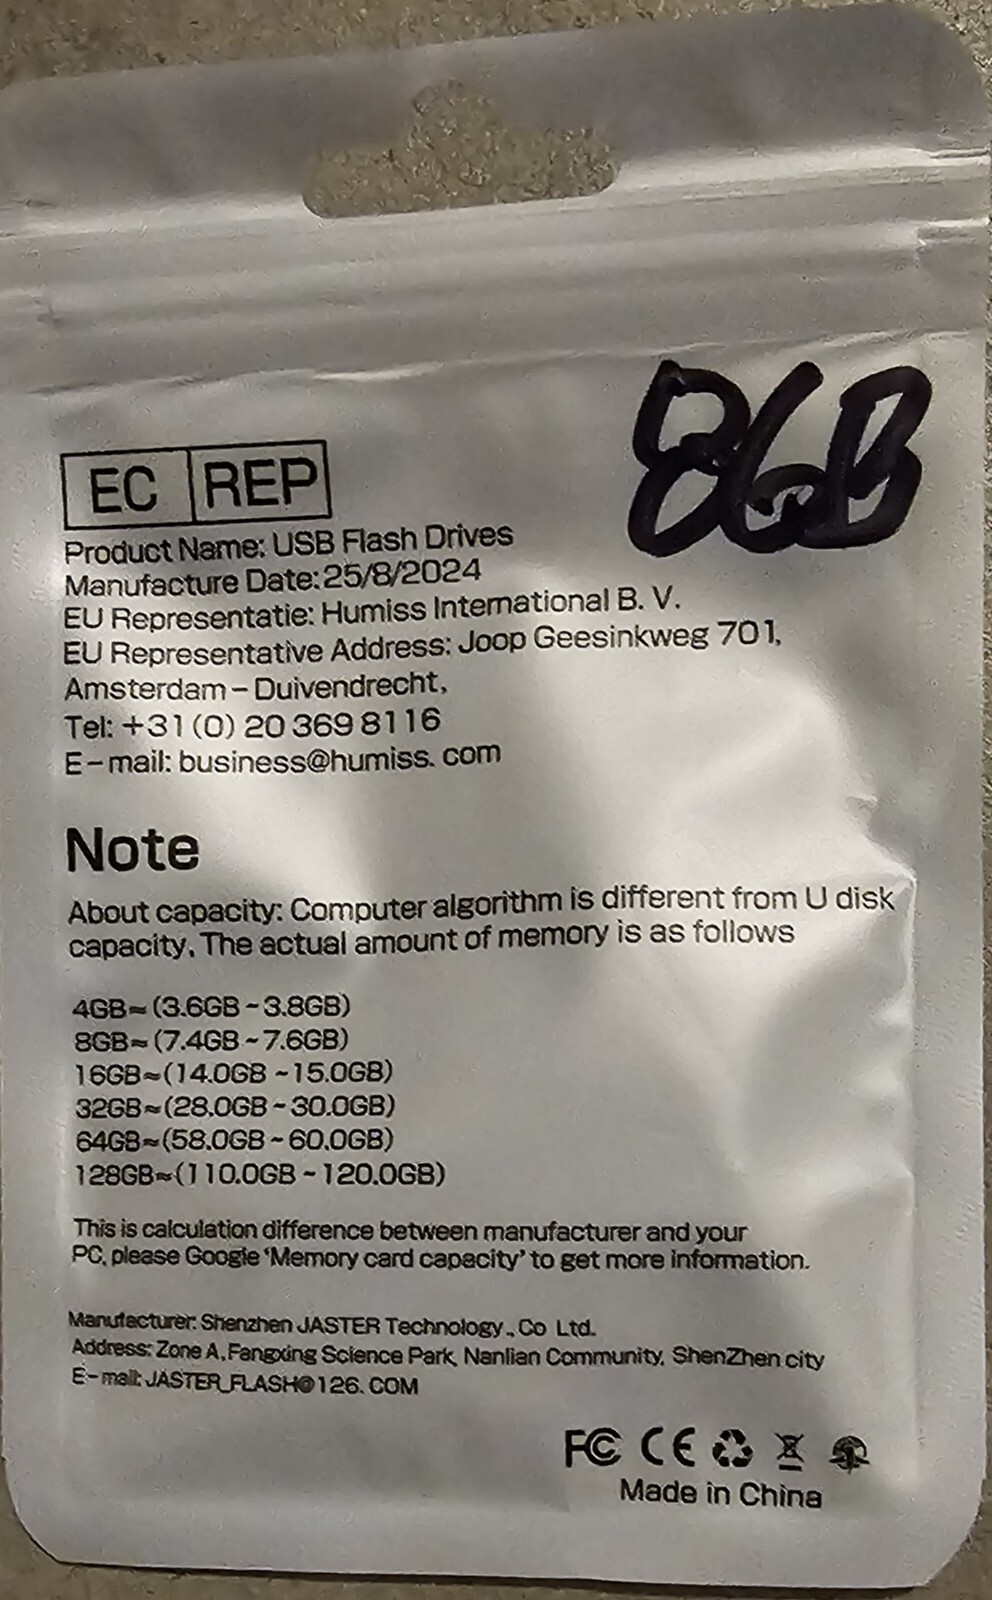 8GB
EC REP
Product Name: USB Flash Drives
Manufacture Date: 25/8/2024
EU Representatie: Humiss International B. V.
EU Representative Address: Joop Geesinkweg 701,
Amsterdam – Duivendrecht,
Tel: +31 (0) 20 369 8116
E-mail: business@humiss. com
Note
About capacity: Computer algorithm is different from U disk
capacity, The actual amount of memory is as follows
4GB≈(3.6GB ~ 3.8GB)
8GB≈(7.4GB ~ 7.6GB)
16GB≈(14.0GB ~ 15.0GB)
32GB≈(28.0GB ~ 30.0GB)
64GB≈(58.0GB ~ 60.0GB)
128GB≈(110.0GB ~ 120.0GB)
This is calculation difference between manufacturer and your
PC, please Google 'Memory card capacity' to get more information.
Manufacturer: Shenzhen JASTER Technology., Co Ltd.
Address: Zone A, Fangxing Science Park, Nanlian Community, ShenZhen city
E-mail: JASTER_FLASH@126. COM
FC CE
Made in China